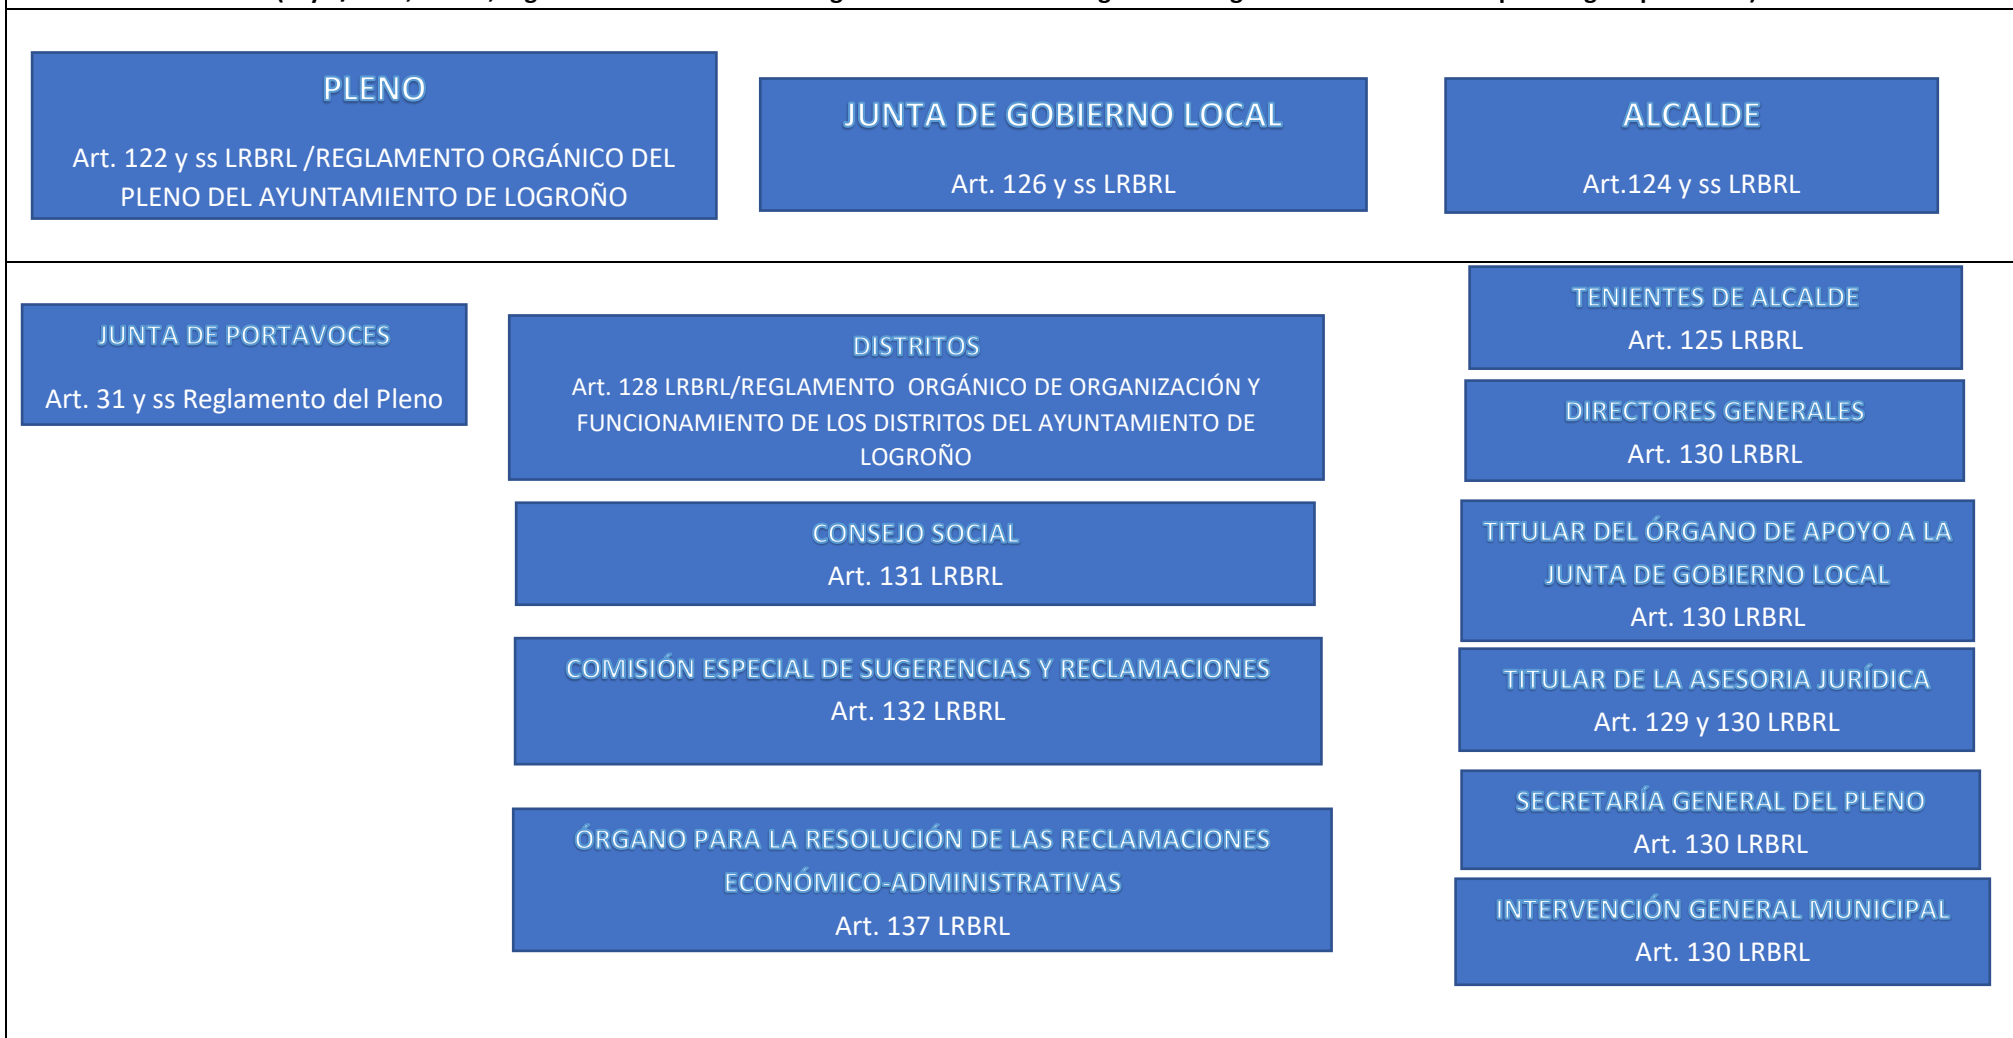 PLENO
Art. 122 y ss LRBRL /REGLAMENTO ORGÁNICO DEL
PLENO DEL AYUNTAMIENTO DE LOGROÑO
JUNTA DE GOBIERNO LOCAL
Art. 126 y ss LRBRL
ALCALDE
Art.124 y ss LRBRL
JUNTA DE PORTAVOCES
Art. 31 y ss Reglamento del Pleno
DISTRITOS
Art. 128 LRBRL/REGLAMENTO ORGÁNICO DE ORGANIZACIÓN Y
FUNCIONAMIENTO DE LOS DISTRITOS DEL AYUNTAMIENTO DE
LOGROÑO
CONSEJO SOCIAL
Art. 131 LRBRL
COMISIÓN ESPECIAL DE SUGERENCIAS Y RECLAMACIONES
Art. 132 LRBRL
ÓRGANO PARA LA RESOLUCIÓN DE LAS RECLAMACIONES
ECONÓMICO-ADMINISTRATIVAS
Art. 137 LRBRL
TENIENTES DE ALCALDE
Art. 125 LRBRL
DIRECTORES GENERALES
Art. 130 LRBRL
TITULAR DEL ÓRGANO DE APOYO A LA
JUNTA DE GOBIERNO LOCAL
Art. 130 LRBRL
TITULAR DE LA ASESORIA JURÍDICA
Art. 129 y 130 LRBRL
SECRETARÍA GENERAL DEL PLENO
Art. 130 LRBRL
INTERVENCIÓN GENERAL MUNICIPAL
Art. 130 LRBRL